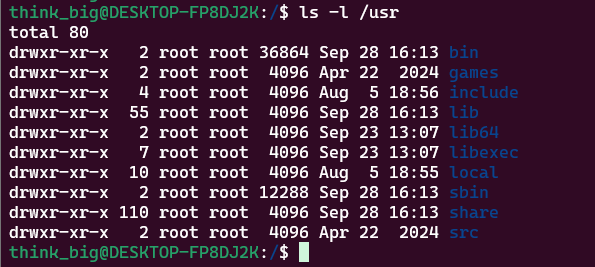 think_big@DESKTOP-FP8DJ2K:/$ ls -l /usr
total 80
drwxr-xr-x   2 root root 36864 Sep 28 16:13 bin
drwxr-xr-x   2 root root  4096 Apr 22  2024 games
drwxr-xr-x   4 root root  4096 Aug  5 18:56 include
drwxr-xr-x  55 root root  4096 Sep 28 16:13 lib
drwxr-xr-x   2 root root  4096 Sep 23 13:07 lib64
drwxr-xr-x   7 root root  4096 Sep 23 13:07 libexec
drwxr-xr-x  10 root root  4096 Aug  5 18:55 local
drwxr-xr-x   2 root root 12288 Sep 28 16:13 sbin
drwxr-xr-x 110 root root  4096 Sep 28 16:13 share
drwxr-xr-x   2 root root  4096 Apr 22  2024 src
think_big@DESKTOP-FP8DJ2K:/$